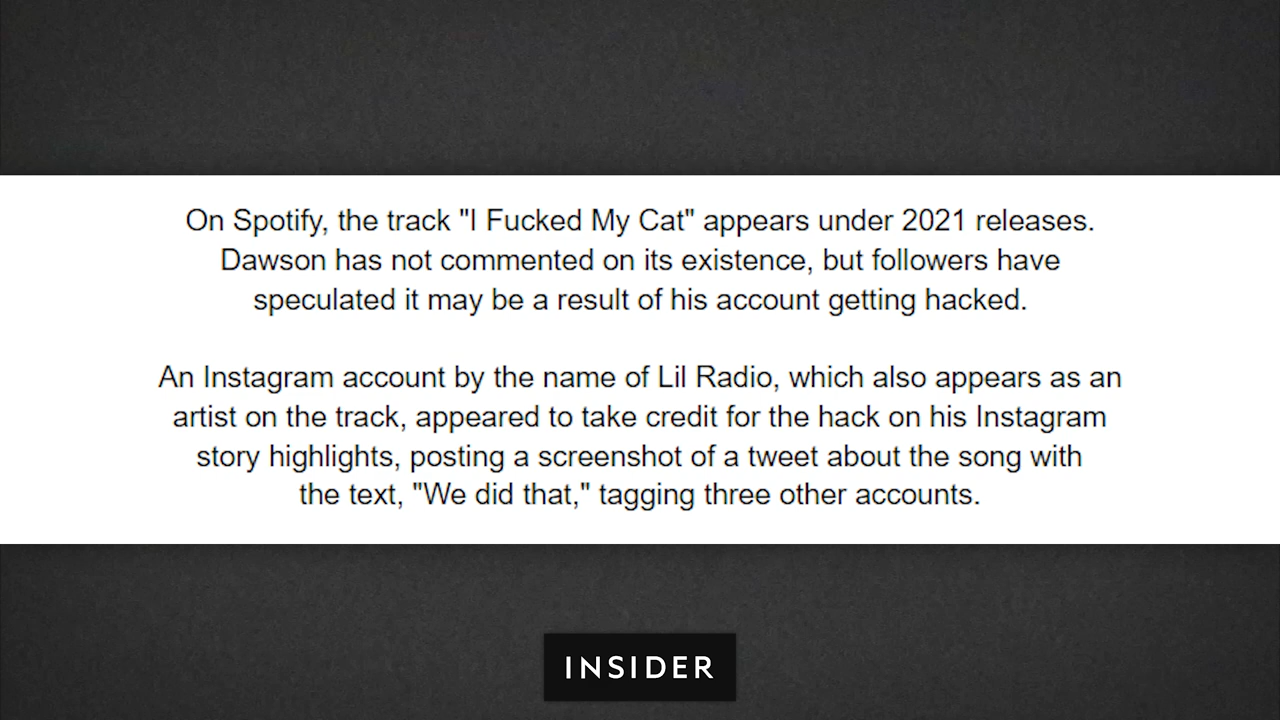 On Spotify, the track "I Fucked My Cat" appears under 2021 releases.
Dawson has not commented on its existence, but followers have
speculated it may be a result of his account getting hacked.
An Instagram account by the name of Lil Radio, which also appears as an
artist on the track, appeared to take credit for the hack on his Instagram
story highlights, posting a screenshot of a tweet about the song with
the text, "We did that," tagging three other accounts.
INSIDER